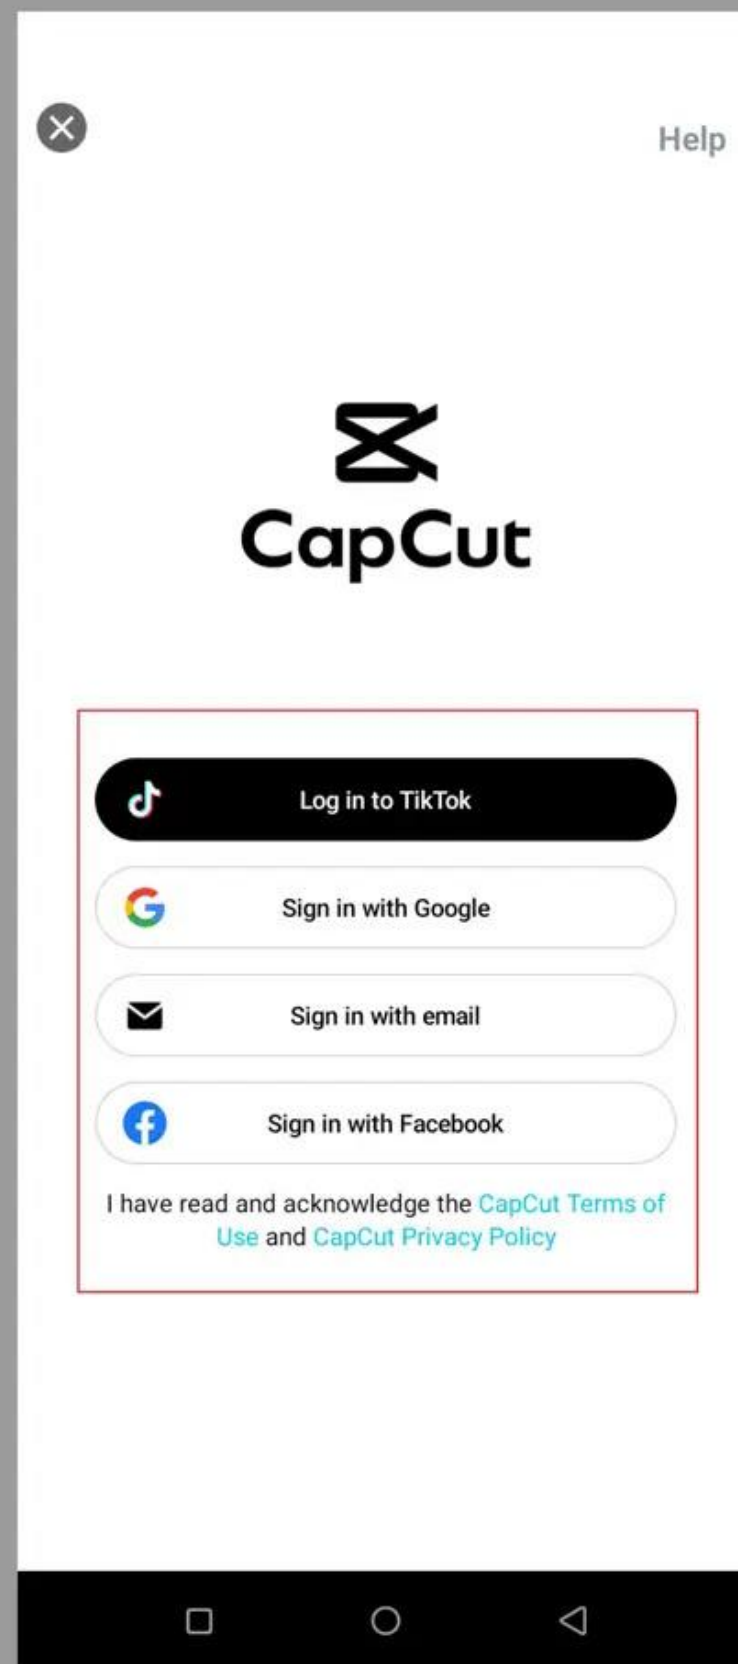 Help
CapCut
Log in to TikTok
Sign in with Google
Sign in with email
Sign in with Facebook
I have read and acknowledge the CapCut Terms of
Use and CapCut Privacy Policy